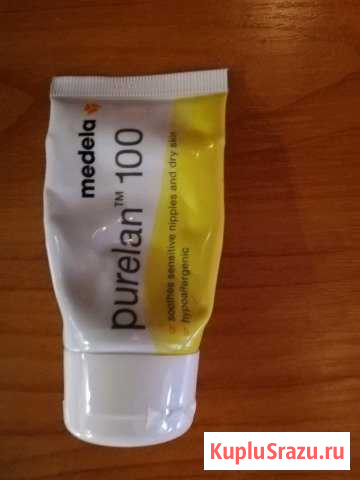 medela
purelan™ 100
soothes sensitive nipples and dry skin
hypoallergenic
KupluSrazu.ru